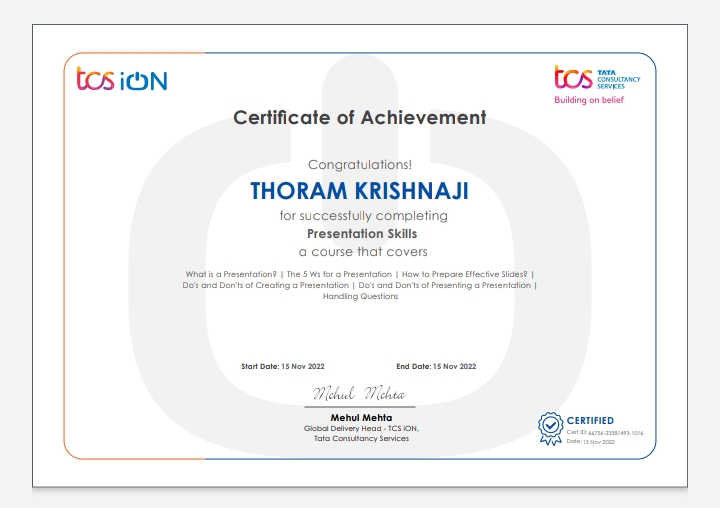 tcs iON
tcs TATA
CONSULTANCY
SERVICES
Building on belief
Certificate of Achievement
Congratulations!
THORAM KRISHNAJI
for successfully completing
Presentation Skills
a course that covers
What is a Presentation? | The 5 Ws for a Presentation | How to Prepare Effective Slides? |
Do's and Don'ts of Creating a Presentation | Do's and Don'ts of Presenting a Presentation |
Handling Questions
Start Date: 15 Nov 2022 End Date: 15 Nov 2022
Mehul Mehta
Mehul Mehta
Global Delivery Head - TCS iON,
Tata Consultancy Services
CERTIFIED
Cert ID: 66756-23581493-1016
Date: 15 Nov 2022